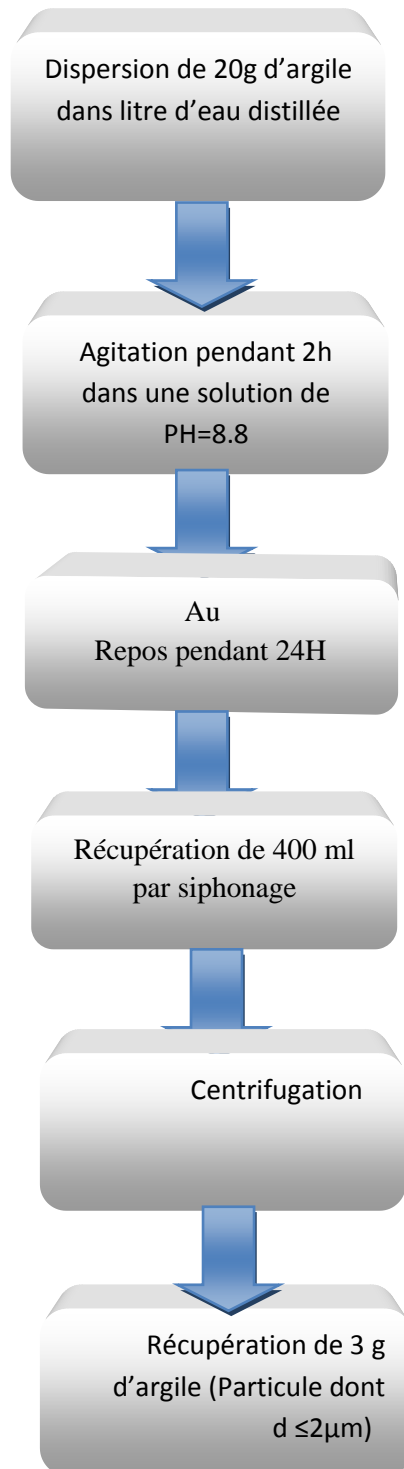 Dispersion de 20g d’argile
dans litre d’eau distillée
Agitation pendant 2h
dans une solution de
PH=8.8
Au
Repos pendant 24H
Récupération de 400 ml
par siphonage
Centrifugation
Récupération de 3 g
d’argile (Particule dont
d ≤2μm)